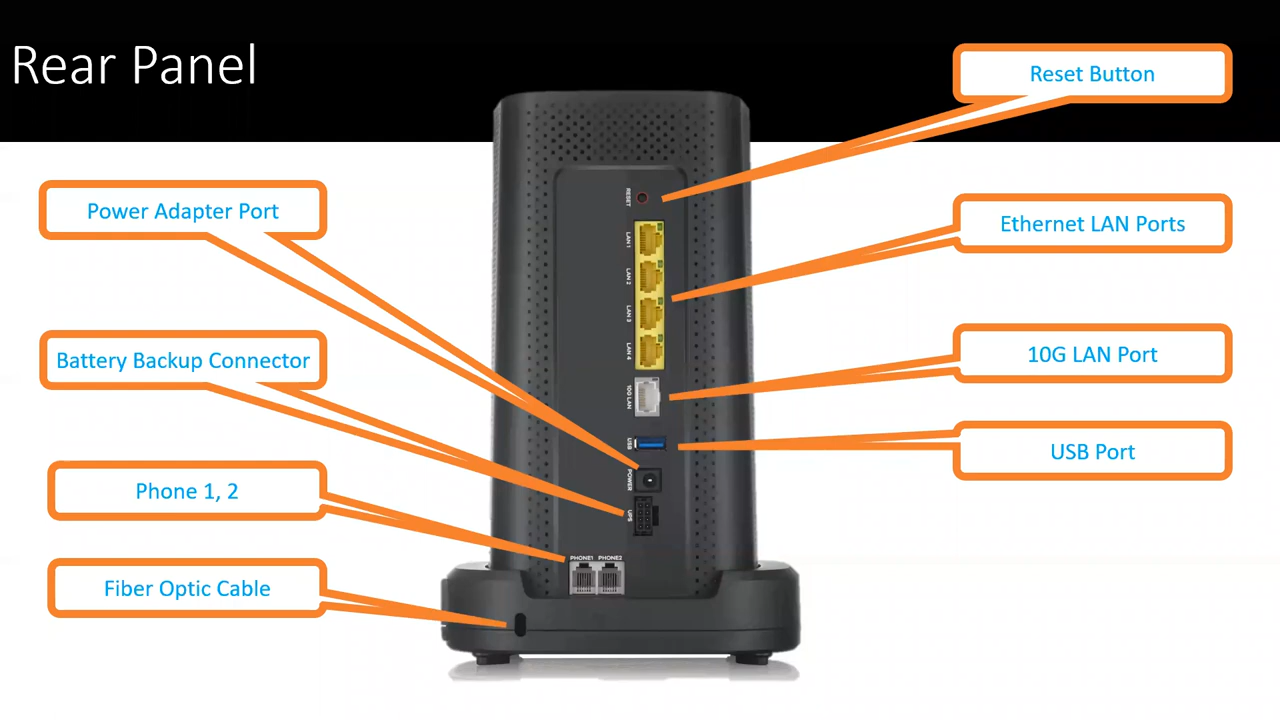 Rear Panel
Reset Button
Power Adapter Port
Ethernet LAN Ports
Battery Backup Connector
10G LAN Port
USB Port
Phone 1, 2
Fiber Optic Cable
RESET
LAN 1
LAN 2
LAN 3
LAN 4
10G LAN
USB
POWER
UPS
PHONE1 PHONE2